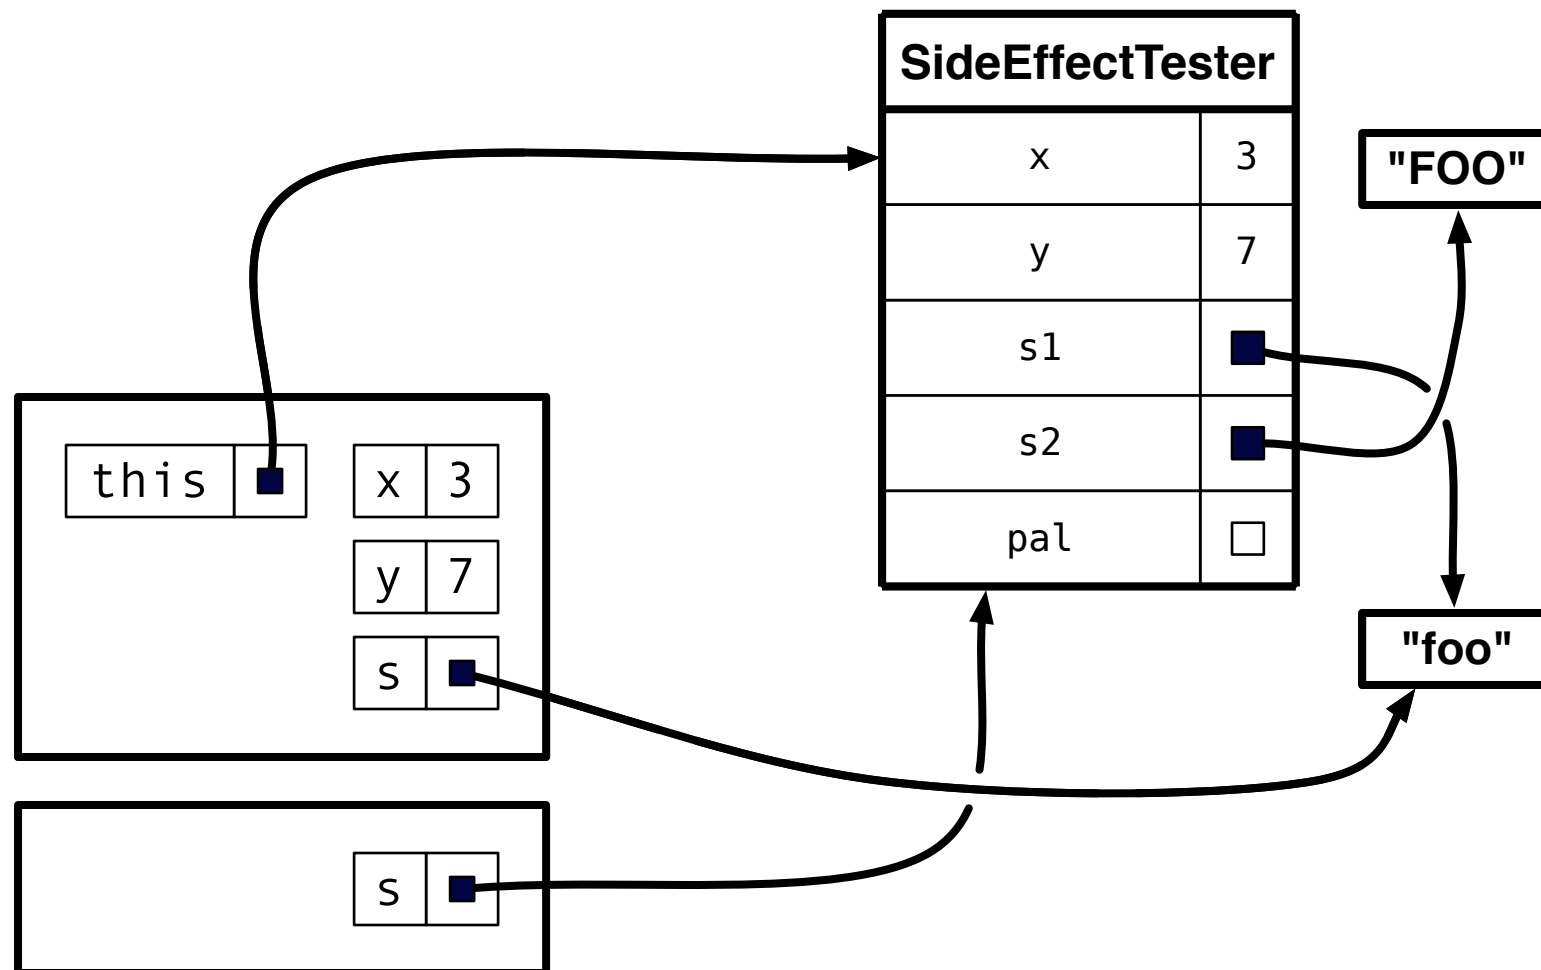 SideEffectTester
x 3
y 7
s1
s2
pal
"FOO"
"foo"
this
x 3
y 7
s
s